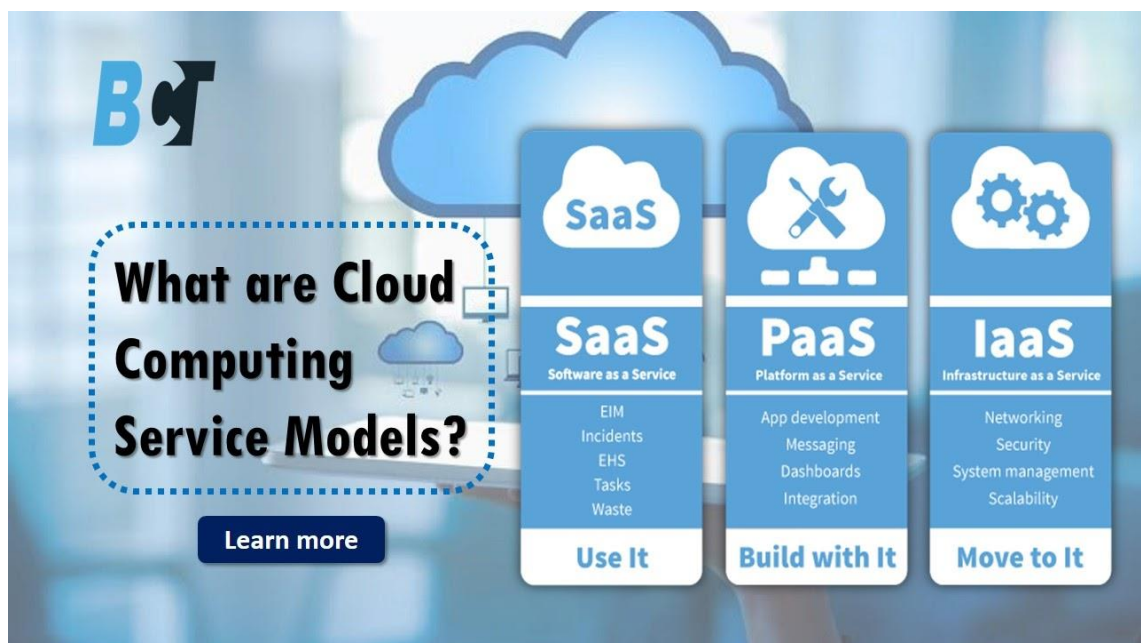 BCT
What are Cloud
Computing
Service Models?
Learn more
SaaS
SaaS
Software as a Service
EIM
Incidents
EHS
Tasks
Waste
Use It
PaaS
Platform as a Service
App development
Messaging
Dashboards
Integration
Build with It
IaaS
Infrastructure as a Service
Networking
Security
System management
Scalability
Move to It